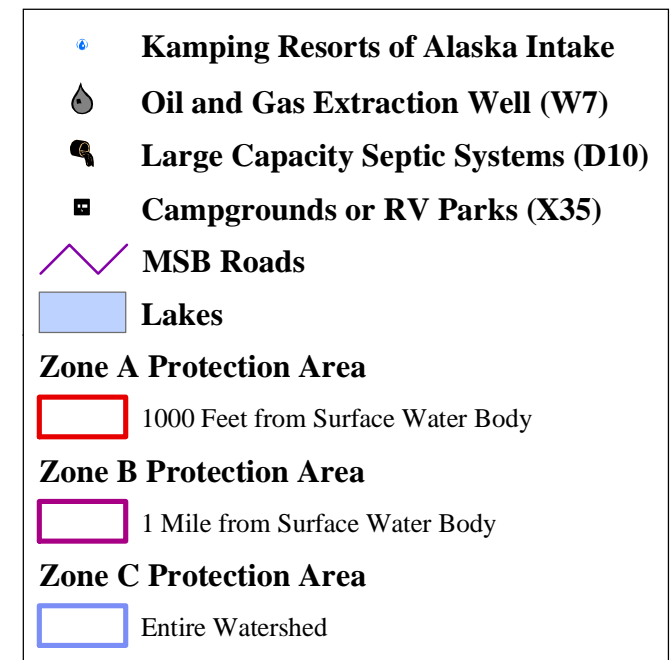 Kamping Resorts of Alaska Intake
Oil and Gas Extraction Well (W7)
Large Capacity Septic Systems (D10)
Campgrounds or RV Parks (X35)
MSB Roads
Lakes
Zone A Protection Area
1000 Feet from Surface Water Body
Zone B Protection Area
1 Mile from Surface Water Body
Zone C Protection Area
Entire Watershed